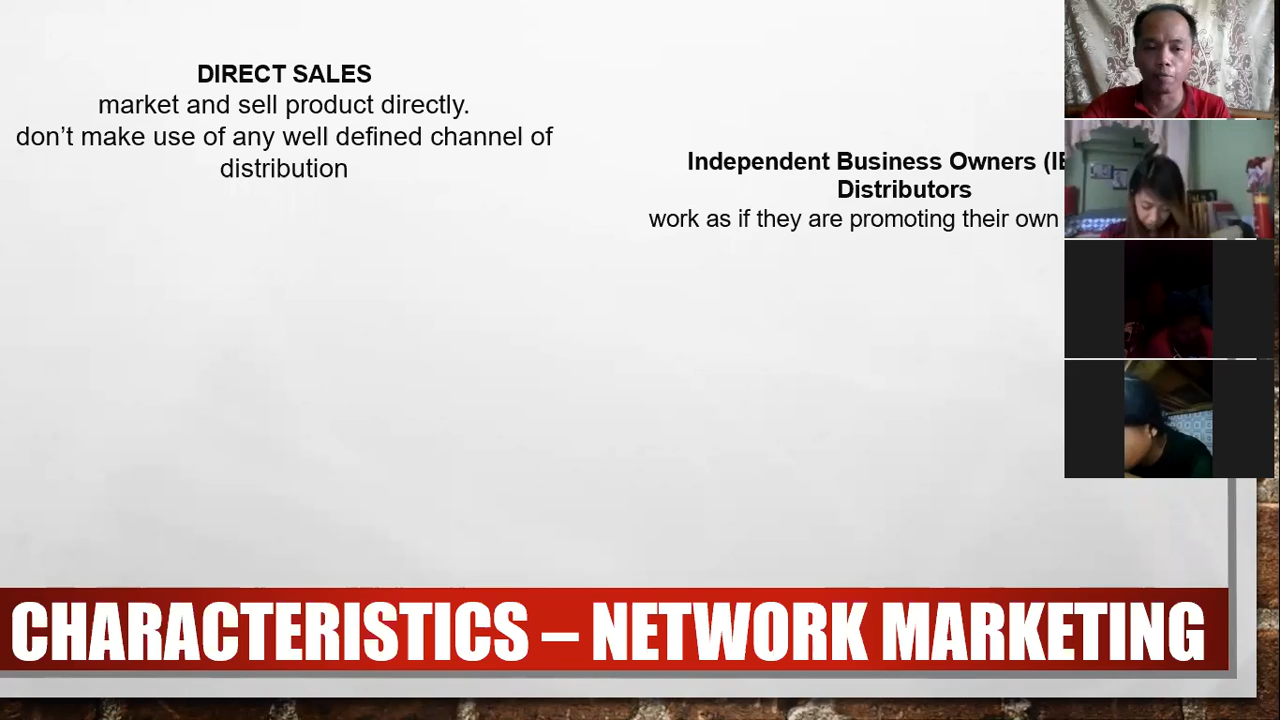 DIRECT SALES
market and sell product directly.
don't make use of any well defined channel of
distribution
Independent Business Owners
Distributors
work as if they are promoting their own
CHARACTERISTICS – NETWORK MARKETING